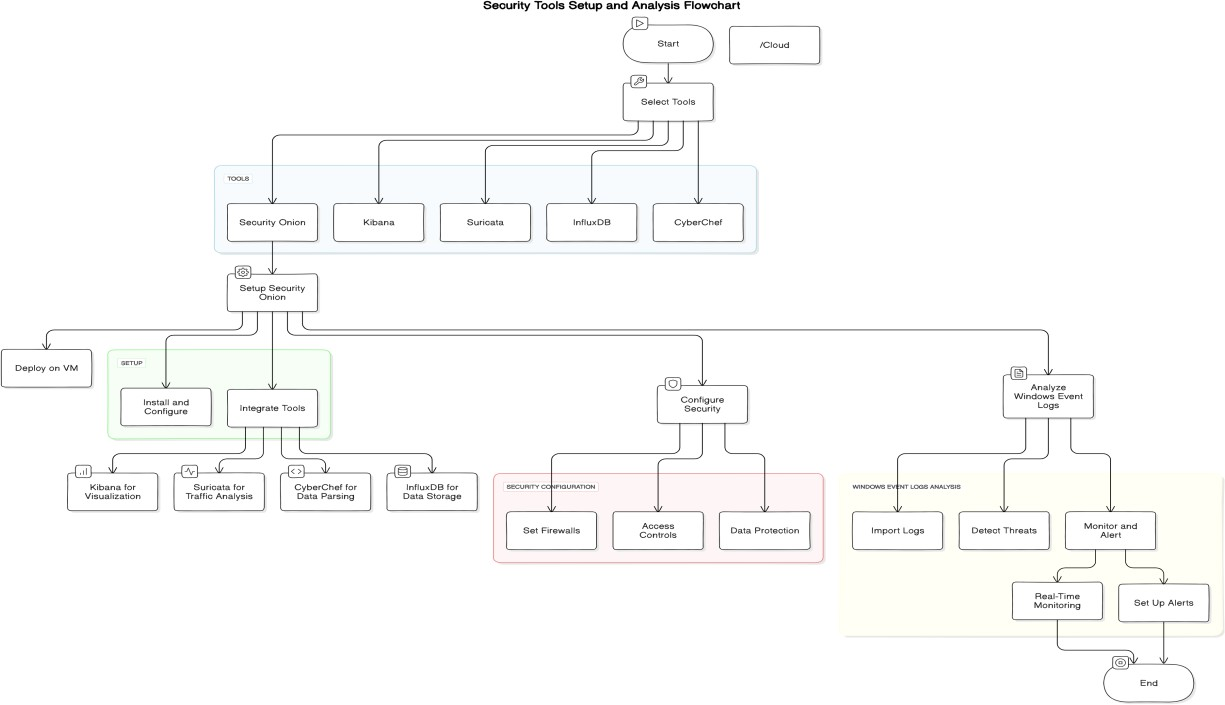 Security Tools Setup and Analysis Flowchart
Start
/Cloud
Select Tools
TOOLS
Security Onion
Kibana
Suricata
InfluxDB
CyberChef
Setup Security
Onion
Deploy on VM
SETUP
Install and
Configure
Integrate Tools
Configure
Security
Analyze
Windows Event
Logs
Kibana for
Visualization
Suricata for
Traffic Analysis
CyberChef for
Data Parsing
InfluxDB for
Data Storage
SECURITY CONFIGURATION
Set Firewalls
Access
Controls
Data Protection
WINDOWS EVENT LOGS ANALYSIS
Import Logs
Detect Threats
Monitor and
Alert
Real-Time
Monitoring
Set Up Alerts
End